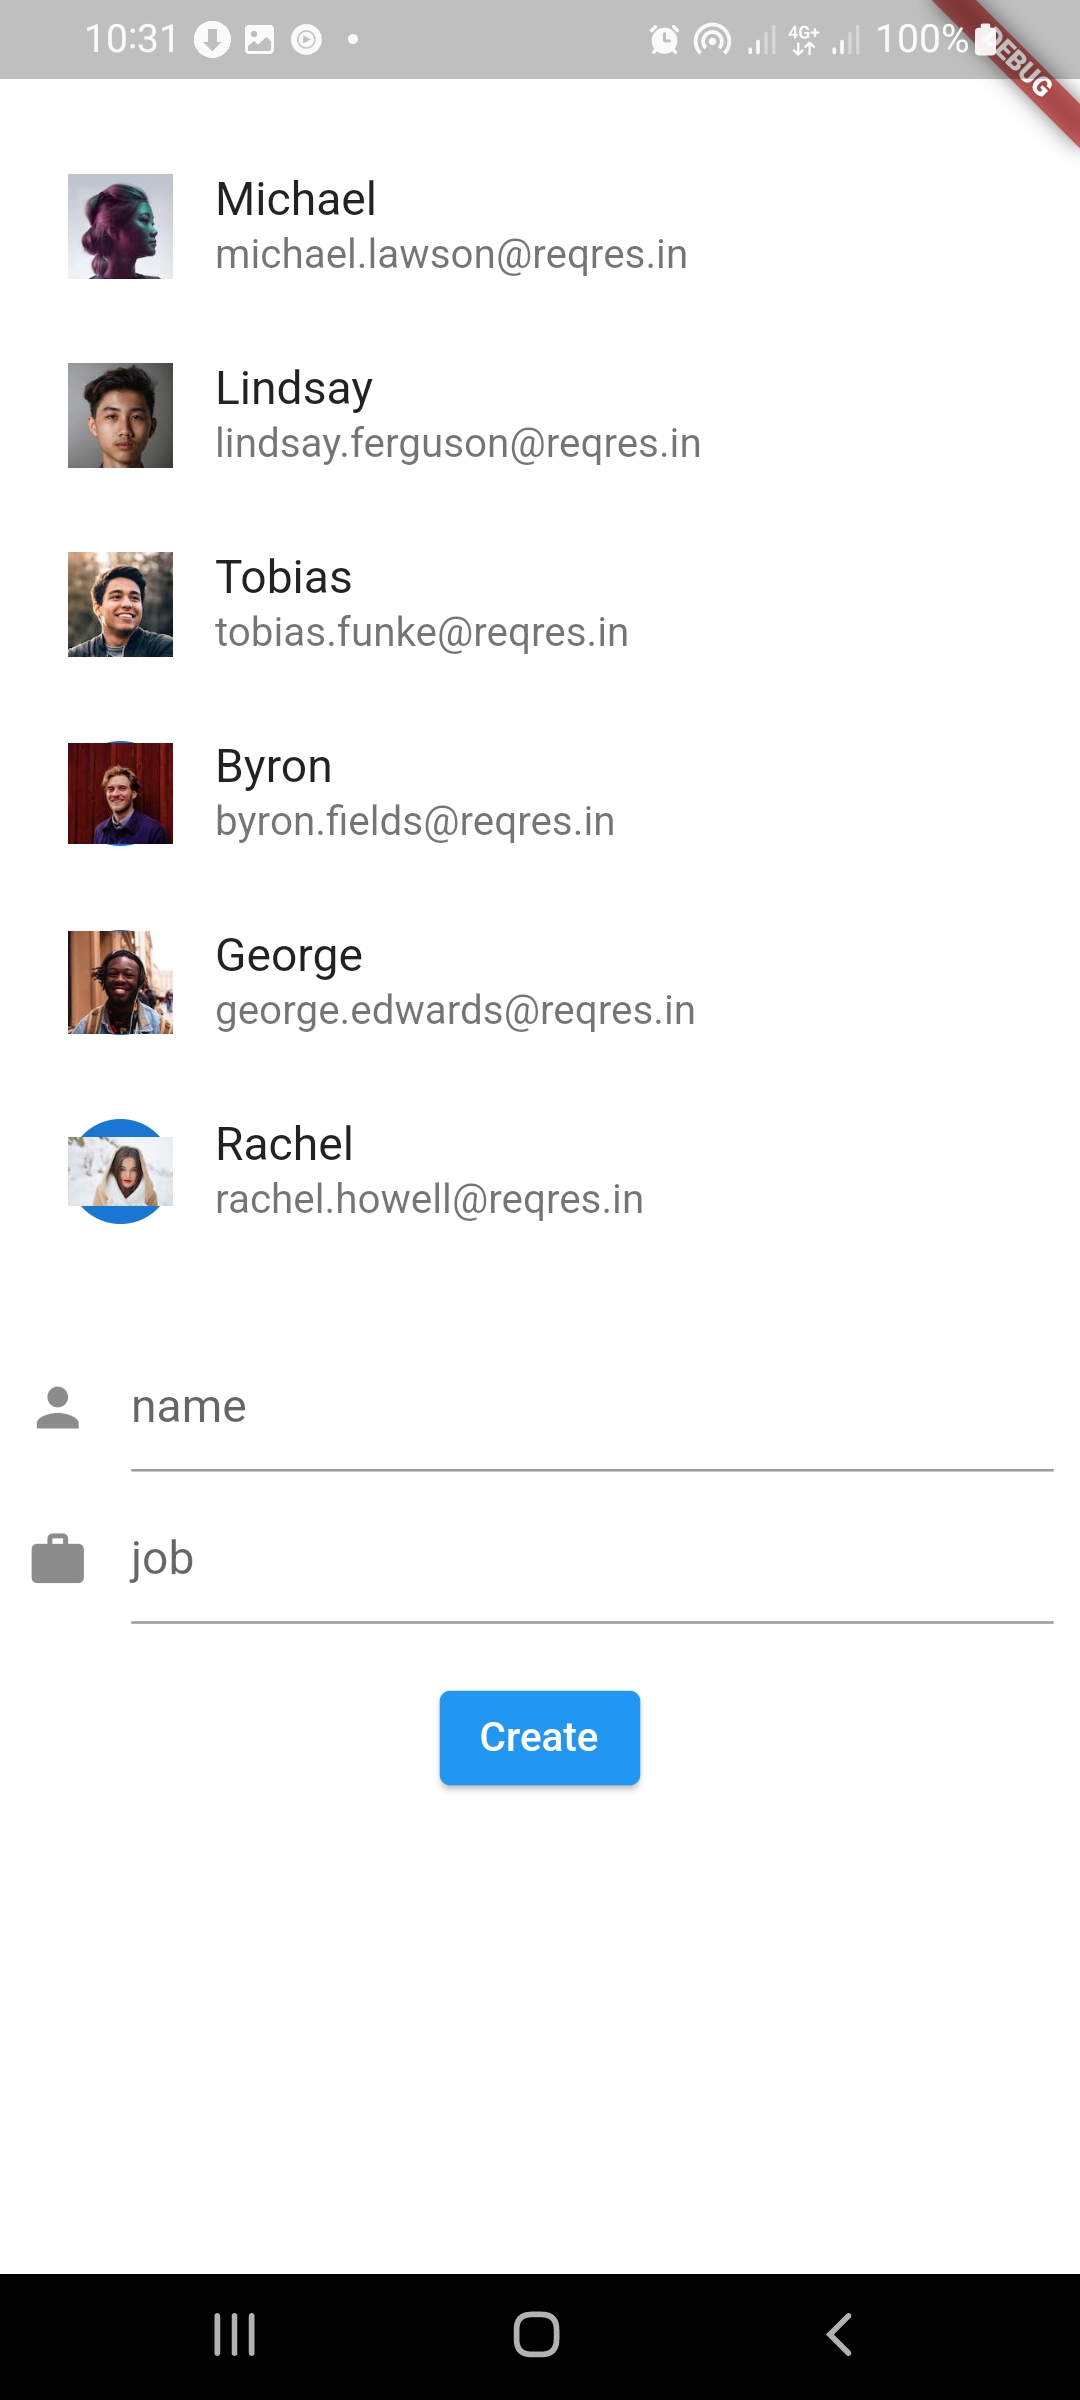 10:31
4G+
100%
DEBUG
Michael
michael.lawson@reqres.in
Lindsay
lindsay.ferguson@reqres.in
Tobias
tobias.funke@reqres.in
Byron
byron.fields@reqres.in
George
george.edwards@reqres.in
Rachel
rachel.howell@reqres.in
name
job
Create